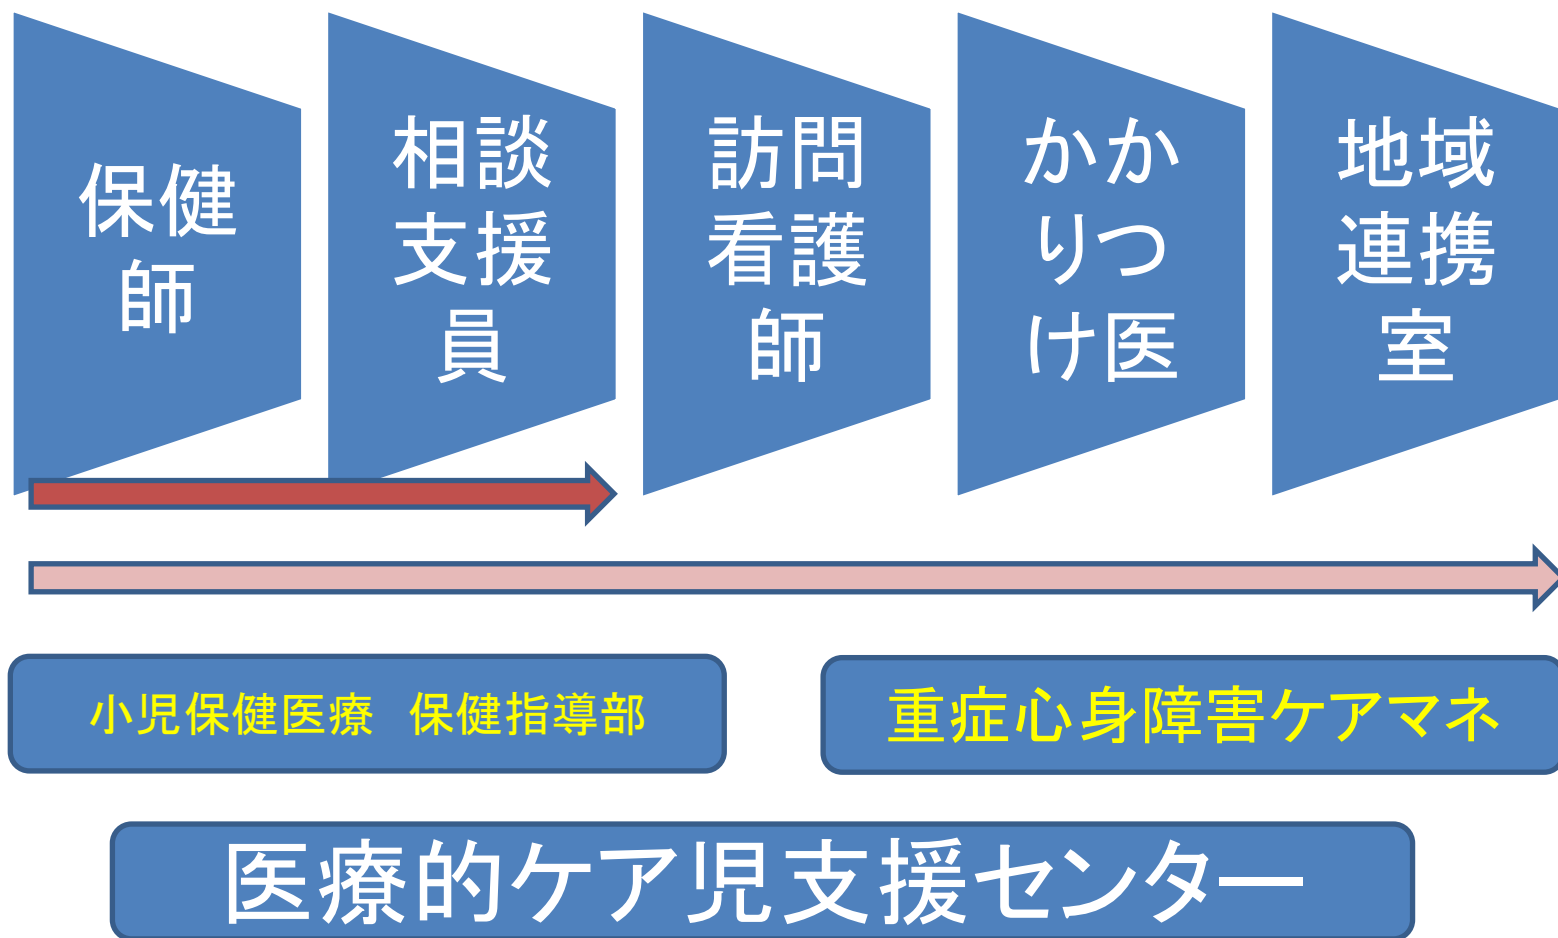 保健
師
相談
支援
員
訪問
看護
師
かか
りつ
け医
地域
連携
室
小児保健医療　保健指導部
重症心身障害ケアマネ
医療的ケア児支援センター